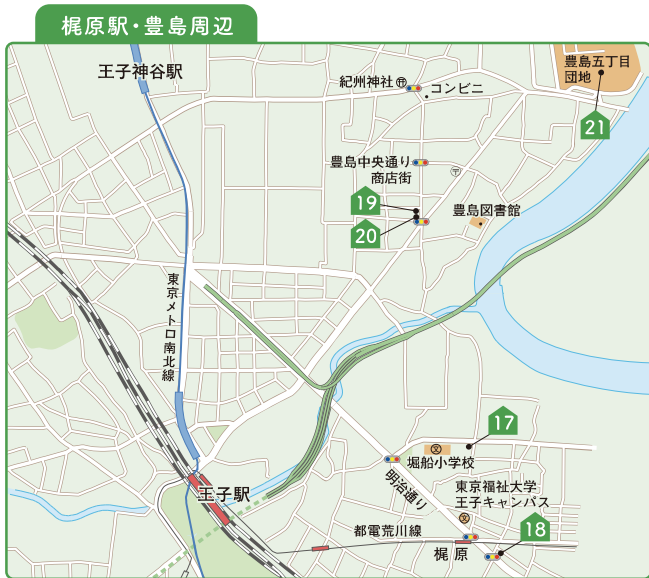 梶原駅・豊島周辺
王子神谷駅
紀州神社
コンビニ
豊島五丁目
団地
21
豊島中央通り
商店街
19
20
豊島図書館
東京メトロ南北線
17
文
堀船小学校
明治通り
東京福祉大学
王子キャンパス
文
王子駅
都電荒川線
梶原
18